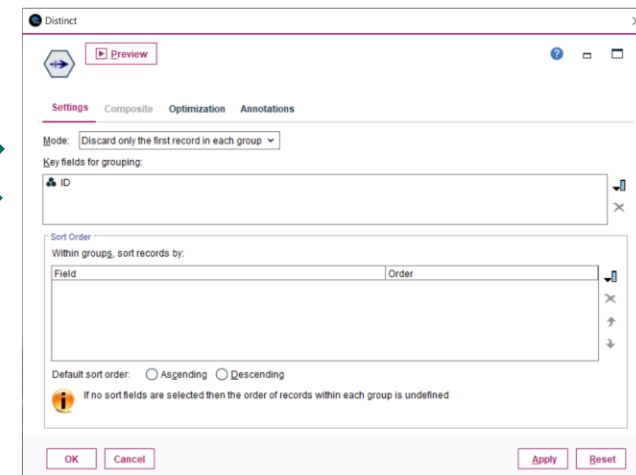 Distinct
Preview
Settings Composite Optimization Annotations
Mode: Discard only the first record in each group
Key fields for grouping:
ID
Sort Order
Within groups, sort records by:
Field Order
Default sort order: Ascending Descending
If no sort fields are selected then the order of records within each group is undefined
OK Cancel Apply Reset